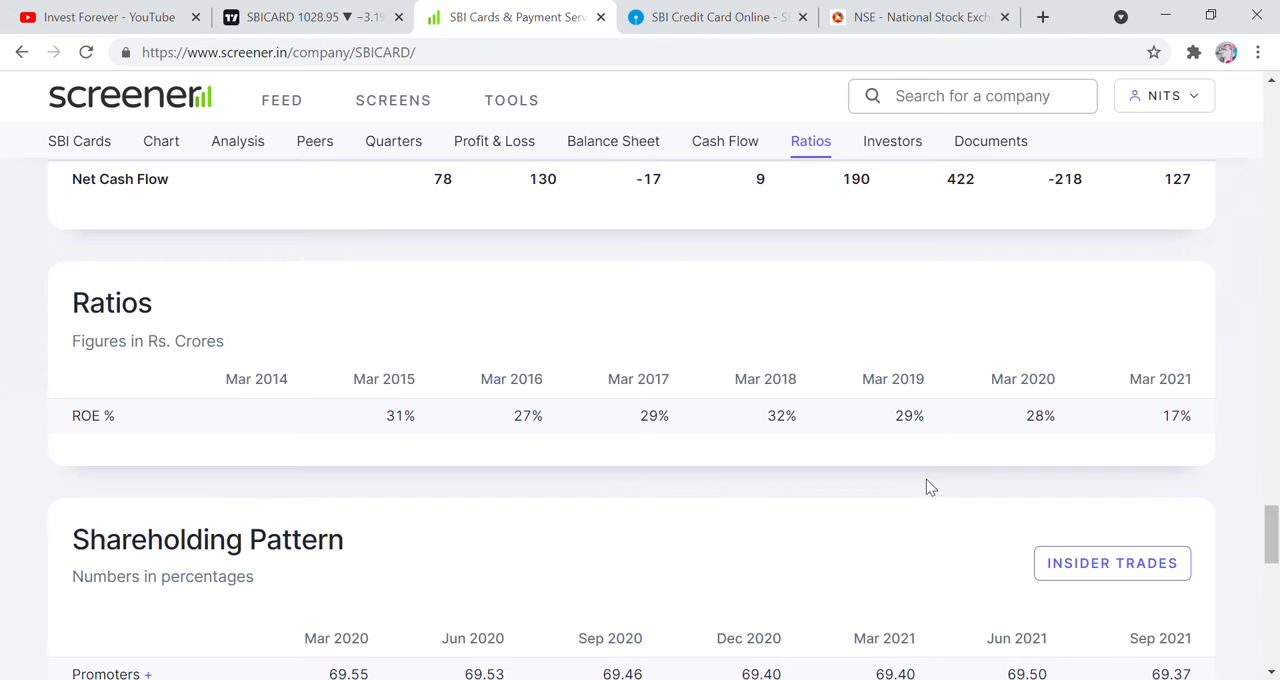 Invest Forever - YouTube
SBICARD 1028.95 ▼ −3.19
SBI Cards & Payment Serv
SBI Credit Card Online - S
NSE - National Stock Exch
https://www.screener.in/company/SBICARD/
screener
FEED
SCREENS
TOOLS
Search for a company
NITS
SBI Cards
Chart
Analysis
Peers
Quarters
Profit & Loss
Balance Sheet
Cash Flow
Ratios
Investors
Documents
Net Cash Flow 78 130 -17 9 190 422 -218 127
Ratios
Figures in Rs. Crores
Mar 2014 Mar 2015 Mar 2016 Mar 2017 Mar 2018 Mar 2019 Mar 2020 Mar 2021
ROE % 31% 27% 29% 32% 29% 28% 17%
Shareholding Pattern
INSIDER TRADES
Numbers in percentages
Mar 2020 Jun 2020 Sep 2020 Dec 2020 Mar 2021 Jun 2021 Sep 2021
Promoters + 69.55 69.53 69.46 69.40 69.40 69.50 69.37